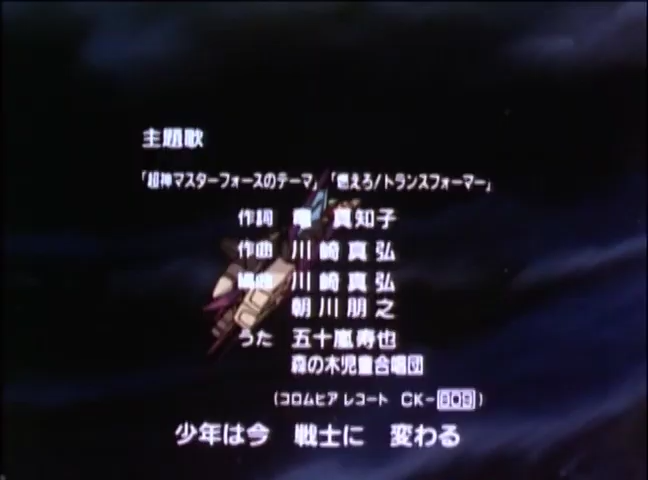 主題歌
「超神マスターフォースのテーマ」「燃えろ!トランスフォーマー」
作詞 真知子
作曲 川崎真弘
編曲 川崎真弘
朝川朋之
うた 五十嵐寿也
森の木児童合唱団
(コロムビアレコード CK-809)
少年は今 戦士に 変わる